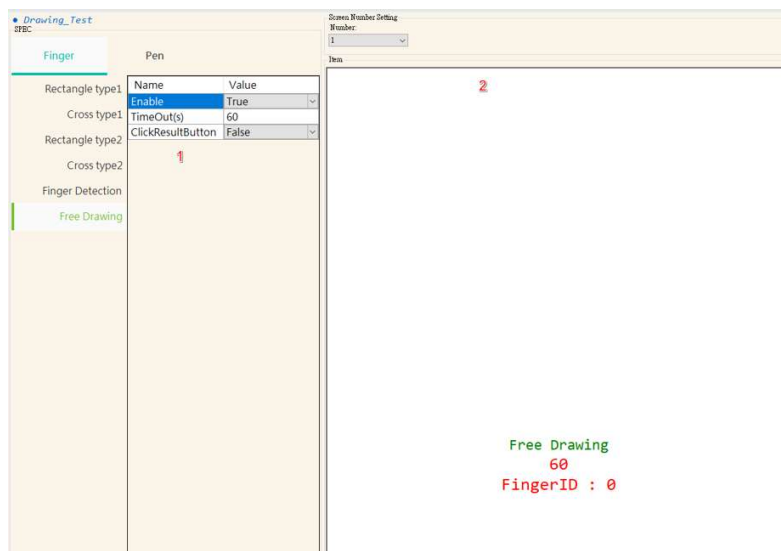 • Drawing_Test
SPEC
Finger Pen
Rectangle type1
Cross type1
Rectangle type2
Cross type2
Finger Detection
Free Drawing
Name Value
Enable True
TimeOut(s) 60
ClickResultButton False
1
Screen Number Setting
Number:
1
Item
2
Free Drawing
60
FingerID : 0